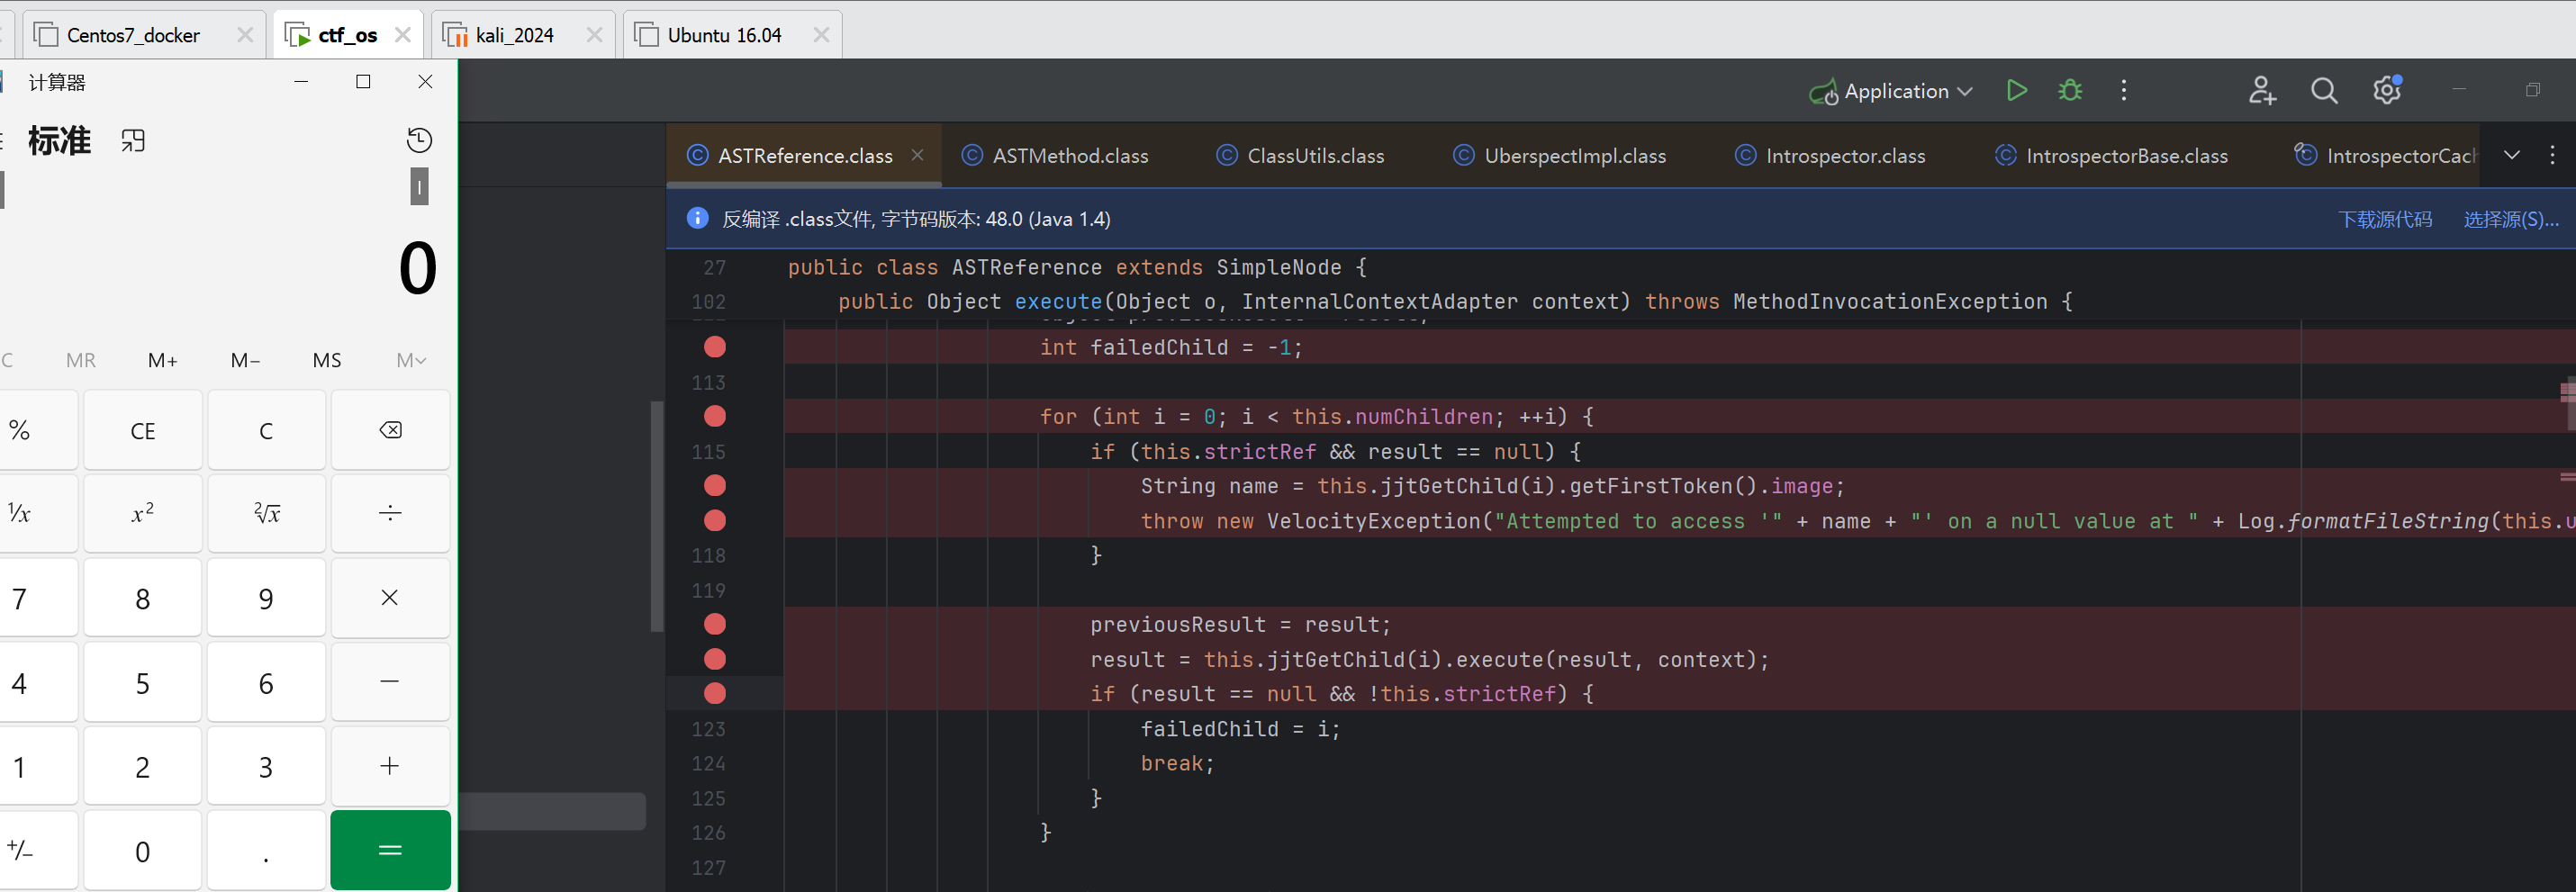 Centos7_docker
ctf_os
kali_2024
Ubuntu 16.04
计算器
标准
0
C MR M+ M− MS M
% CE C
1/x x² ²√x ÷
7 8 9 ×
4 5 6 −
1 2 3 +
+/− 0 . =
Application
ASTReference.class
ASTMethod.class
ClassUtils.class
UberspectImpl.class
Introspector.class
IntrospectorBase.class
IntrospectorCach
反编译 .class文件, 字节码版本: 48.0 (Java 1.4)
下载源代码
选择源(S)...
27 public class ASTReference extends SimpleNode {
102 public Object execute(Object o, InternalContextAdapter context) throws MethodInvocationException {
int failedChild = -1;
113
for (int i = 0; i < this.numChildren; ++i) {
115 if (this.strictRef && result == null) {
String name = this.jjtGetChild(i).getFirstToken().image;
throw new VelocityException("Attempted to access '" + name + "' on a null value at " + Log.formatFileString(this.u
118 }
119
previousResult = result;
result = this.jjtGetChild(i).execute(result, context);
if (result == null && !this.strictRef) {
123 failedChild = i;
124 break;
125 }
126 }
127